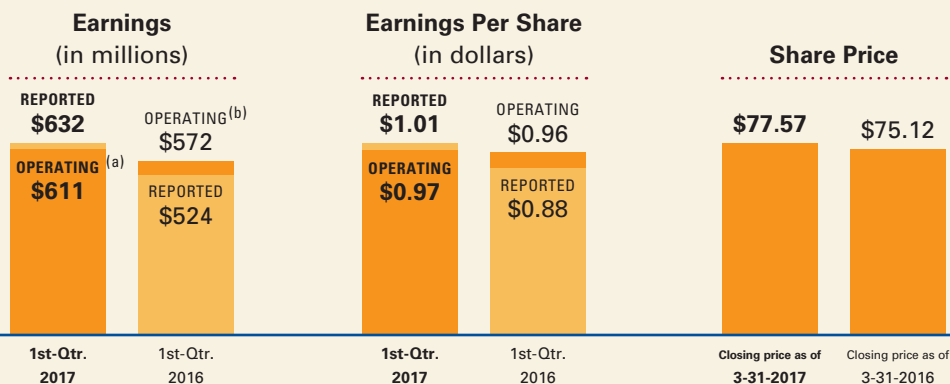 Earnings
(in millions)
REPORTED
$632
OPERATING (a)
$611
1st-Qtr.
2017
OPERATING (b)
$572
REPORTED
$524
1st-Qtr.
2016
Earnings Per Share
(in dollars)
REPORTED
$1.01
OPERATING
$0.97
1st-Qtr.
2017
OPERATING
$0.96
REPORTED
$0.88
1st-Qtr.
2016
Share Price
$77.57
Closing price as of
3-31-2017
$75.12
Closing price as of
3-31-2016